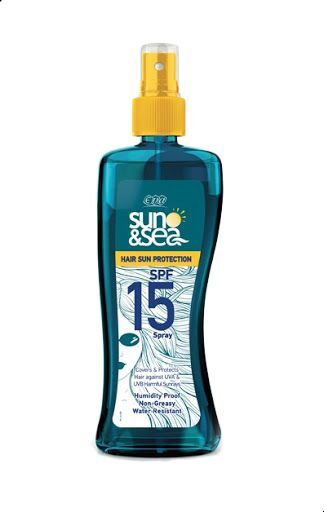 eva
sun
&sea
HAIR SUN PROTECTION
SPF
15
Spray
Covers & Protects
Hair against UVA &
UVB Harmful Sunrays
Humidity Proof
Non-Greasy
Water Resistant